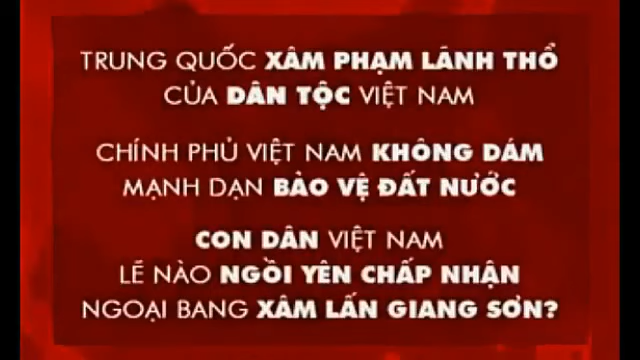 TRUNG QUỐC XÂM PHẠM LÃNH THỔ
CỦA DÂN TỘC VIỆT NAM
CHÍNH PHỦ VIỆT NAM KHÔNG DÁM
MẠNH DẠN BẢO VỆ ĐẤT NƯỚC
CON DÂN VIỆT NAM
LẼ NÀO NGỒI YÊN CHẤP NHẬN
NGOẠI BANG XÂM LẤN GIANG SƠN?